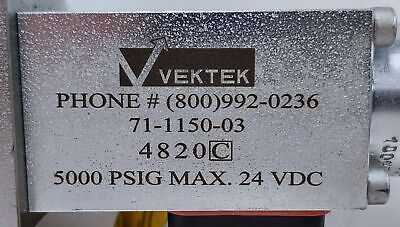 VEKTEK
PHONE # (800)992-0236
71-1150-03
4820C
5000 PSIG MAX. 24 VDC